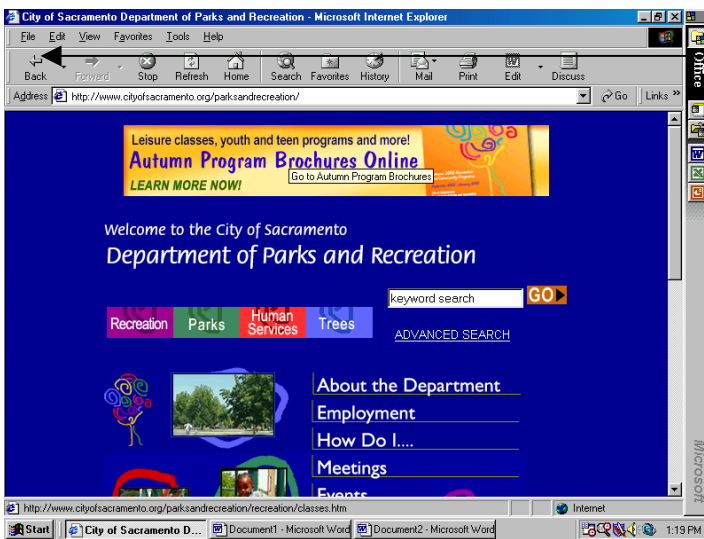 City of Sacramento Department of Parks and Recreation - Microsoft Internet Explorer
File Edit View Favorites Tools Help
Back Forward Stop Refresh Home Search Favorites History Mail Print Edit Discuss
Address http://www.cityofsacramento.org/parksandrecreation/ Go Links »
Office
Leisure classes, youth and teen programs and more!
Autumn Program Brochures Online
Go to Autumn Program Brochures
LEARN MORE NOW!
Welcome to the City of Sacramento
Department of Parks and Recreation
keyword search GO
Recreation Parks Human Services Trees
ADVANCED SEARCH
About the Department
Employment
How Do I....
Meetings
Events
Microsoft
http://www.cityofsacramento.org/parksandrecreation/recreation/classes.htm Internet
Start City of Sacramento D... Document1 - Microsoft Word Document2 - Microsoft Word 1:19 PM